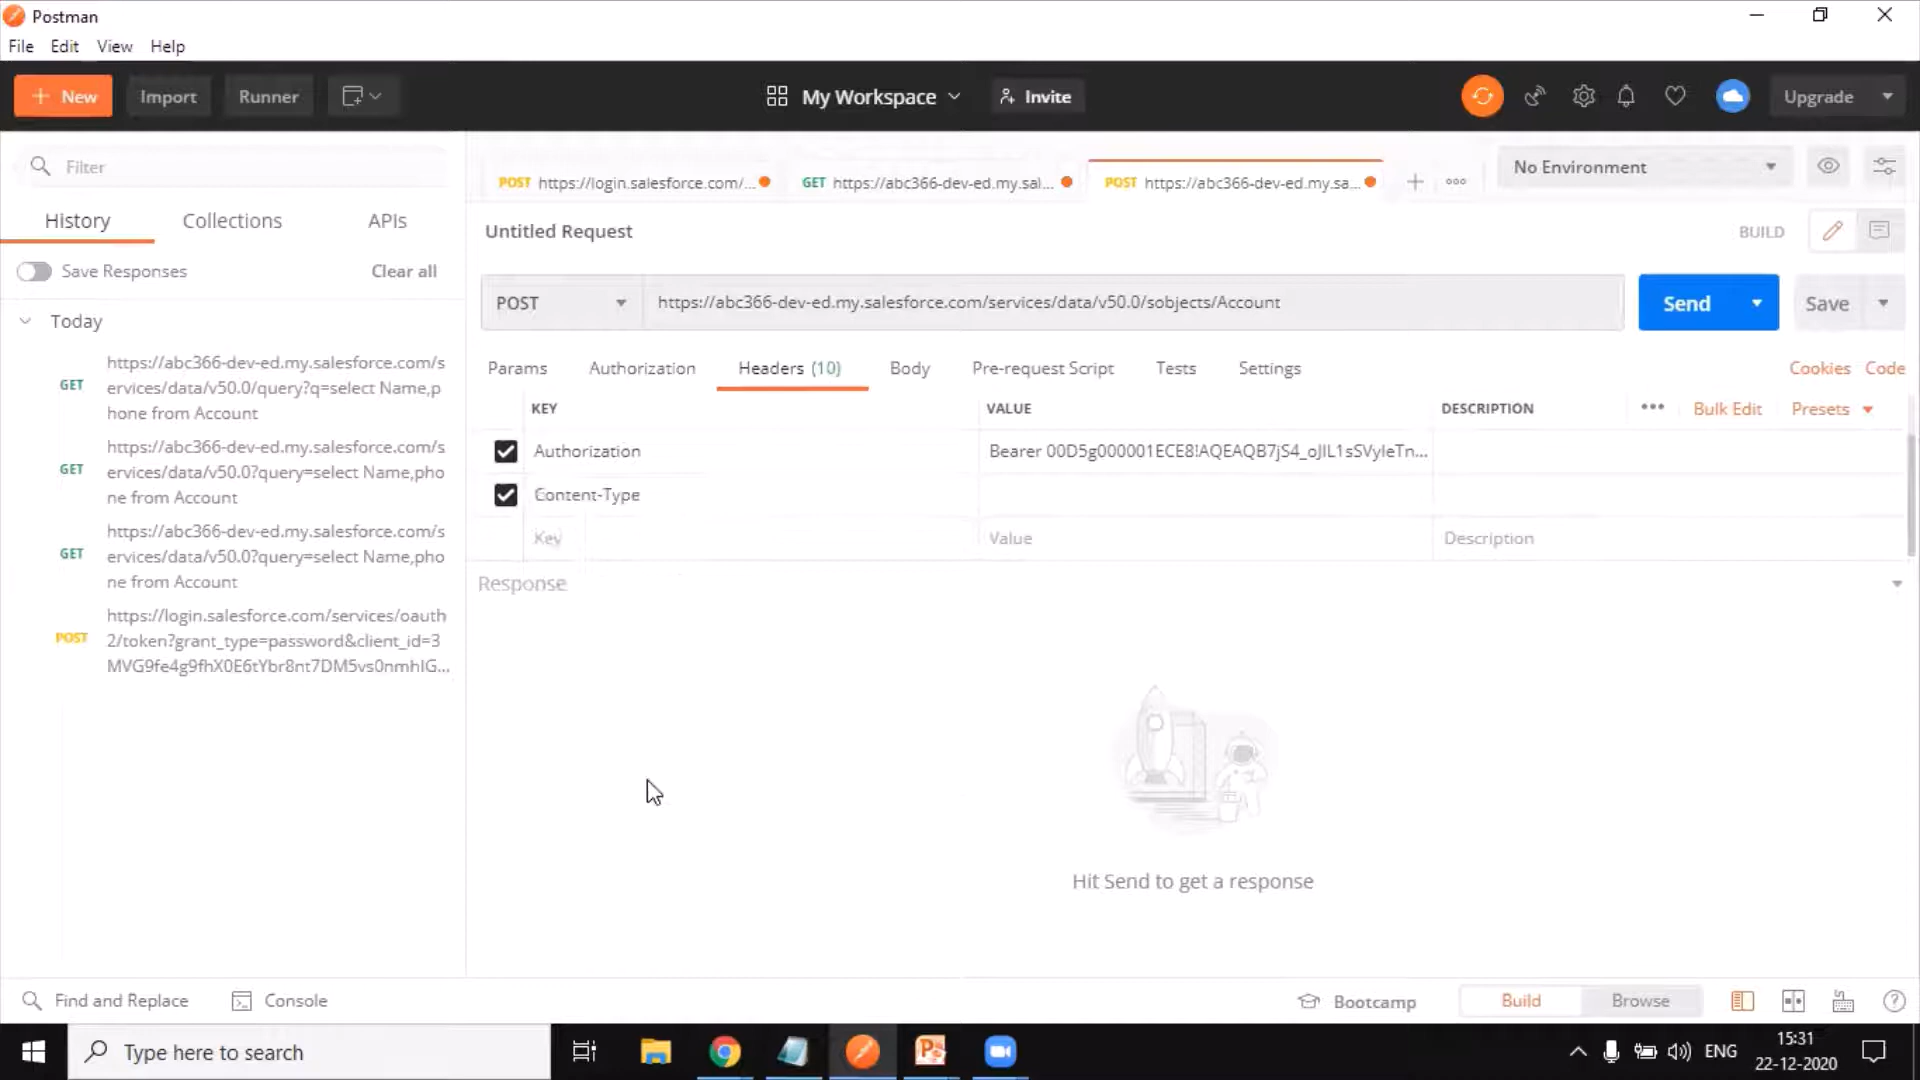 Postman
File Edit View Help
+ New Import Runner My Workspace Invite Upgrade
Filter
History Collections APIs
Save Responses Clear all
Today
GET https://abc366-dev-ed.my.salesforce.com/s
ervices/data/v50.0/query?q=select Name,p
hone from Account
GET https://abc366-dev-ed.my.salesforce.com/s
ervices/data/v50.0?query=select Name,pho
ne from Account
GET https://abc366-dev-ed.my.salesforce.com/s
ervices/data/v50.0?query=select Name,pho
ne from Account
POST https://login.salesforce.com/services/oauth
2/token?grant_type=password&client_id=3
MVG9fe4g9fhX0E6tYbr8nt7DM5vs0nmhIG...
POST https://login.salesforce.com/... GET https://abc366-dev-ed.my.sal... POST https://abc366-dev-ed.my.sa... + ooo No Environment
Untitled Request BUILD
POST https://abc366-dev-ed.my.salesforce.com/services/data/v50.0/sobjects/Account Send Save
Params Authorization Headers (10) Body Pre-request Script Tests Settings Cookies Code
KEY VALUE DESCRIPTION ••• Bulk Edit Presets
Authorization Bearer 00D5g000001ECE8!AQEAQB7jS4_oJIL1sSVyleTn...
Content-Type
Key Value Description
Response
Hit Send to get a response
Find and Replace Console Bootcamp Build Browse
Type here to search
ENG
15:31
22-12-2020